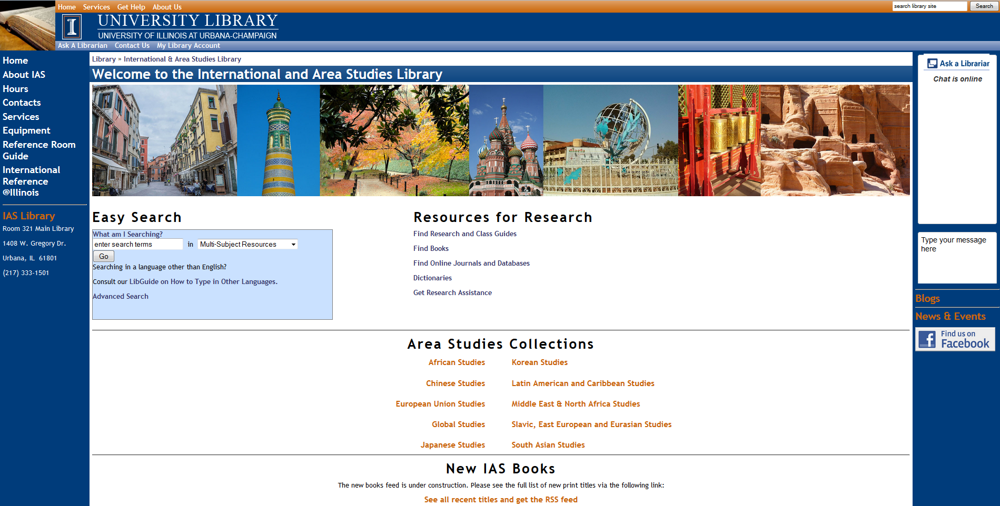 Home Services Get Help About Us
search library site Search
I
UNIVERSITY LIBRARY
UNIVERSITY OF ILLINOIS AT URBANA-CHAMPAIGN
Ask A Librarian Contact Us My Library Account
Home
About IAS
Hours
Contacts
Services
Equipment
Reference Room
Guide
International
Reference
@Illinois
IAS Library
Room 321 Main Library
1408 W. Gregory Dr.
Urbana, IL 61801
(217) 333-1501
Library » International & Area Studies Library
Welcome to the International and Area Studies Library
Easy Search
What am I Searching?
enter search terms in Multi-Subject Resources
Go
Searching in a language other than English?
Consult our LibGuide on How to Type in Other Languages.
Advanced Search
Resources for Research
Find Research and Class Guides
Find Books
Find Online Journals and Databases
Dictionaries
Get Research Assistance
Area Studies Collections
African Studies Korean Studies
Chinese Studies Latin American and Caribbean Studies
European Union Studies Middle East & North Africa Studies
Global Studies Slavic, East European and Eurasian Studies
Japanese Studies South Asian Studies
New IAS Books
The new books feed is under construction. Please see the full list of new print titles via the following link:
See all recent titles and get the RSS feed
Ask a Librarian
Chat is online
Type your message
here
Blogs
News & Events
Find us on
Facebook